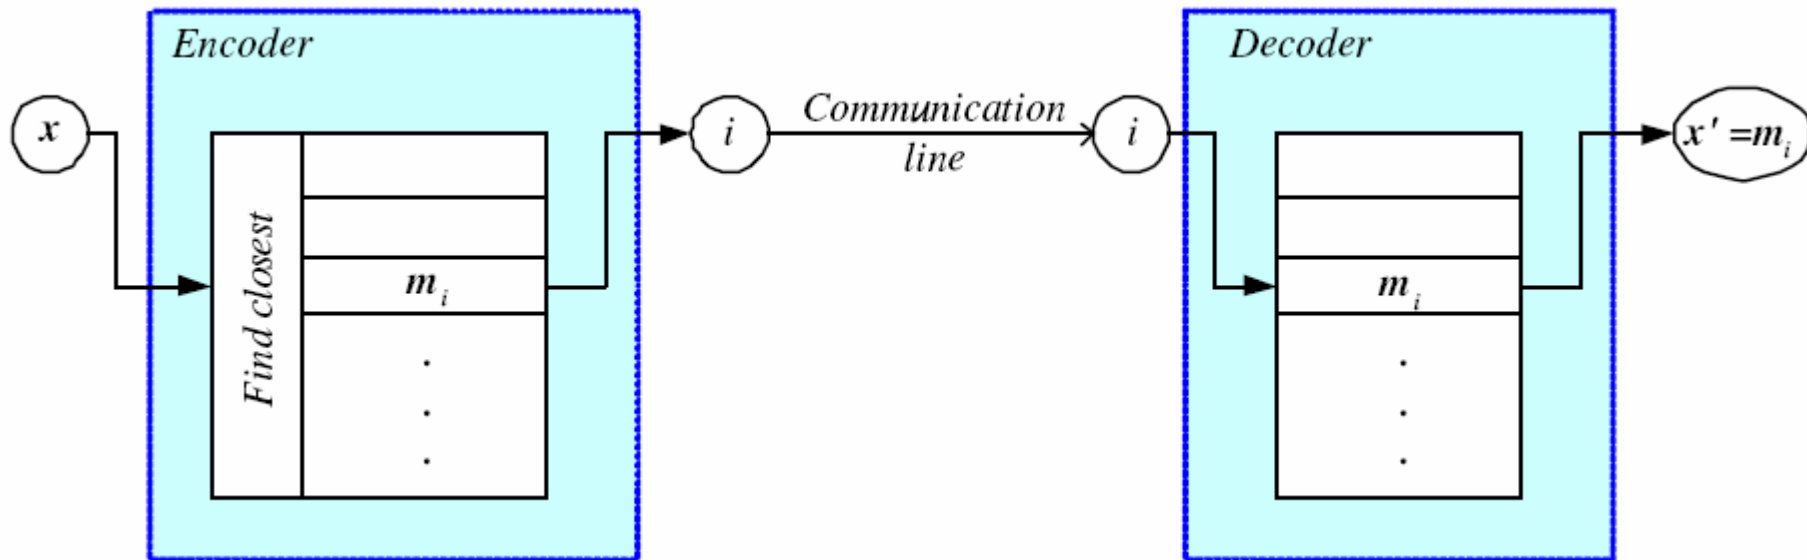 Encoder
Decoder
x
i
Communication
line
i
x' =m_i
Find closest
m_i
m_i
.
.
.
.
.
.